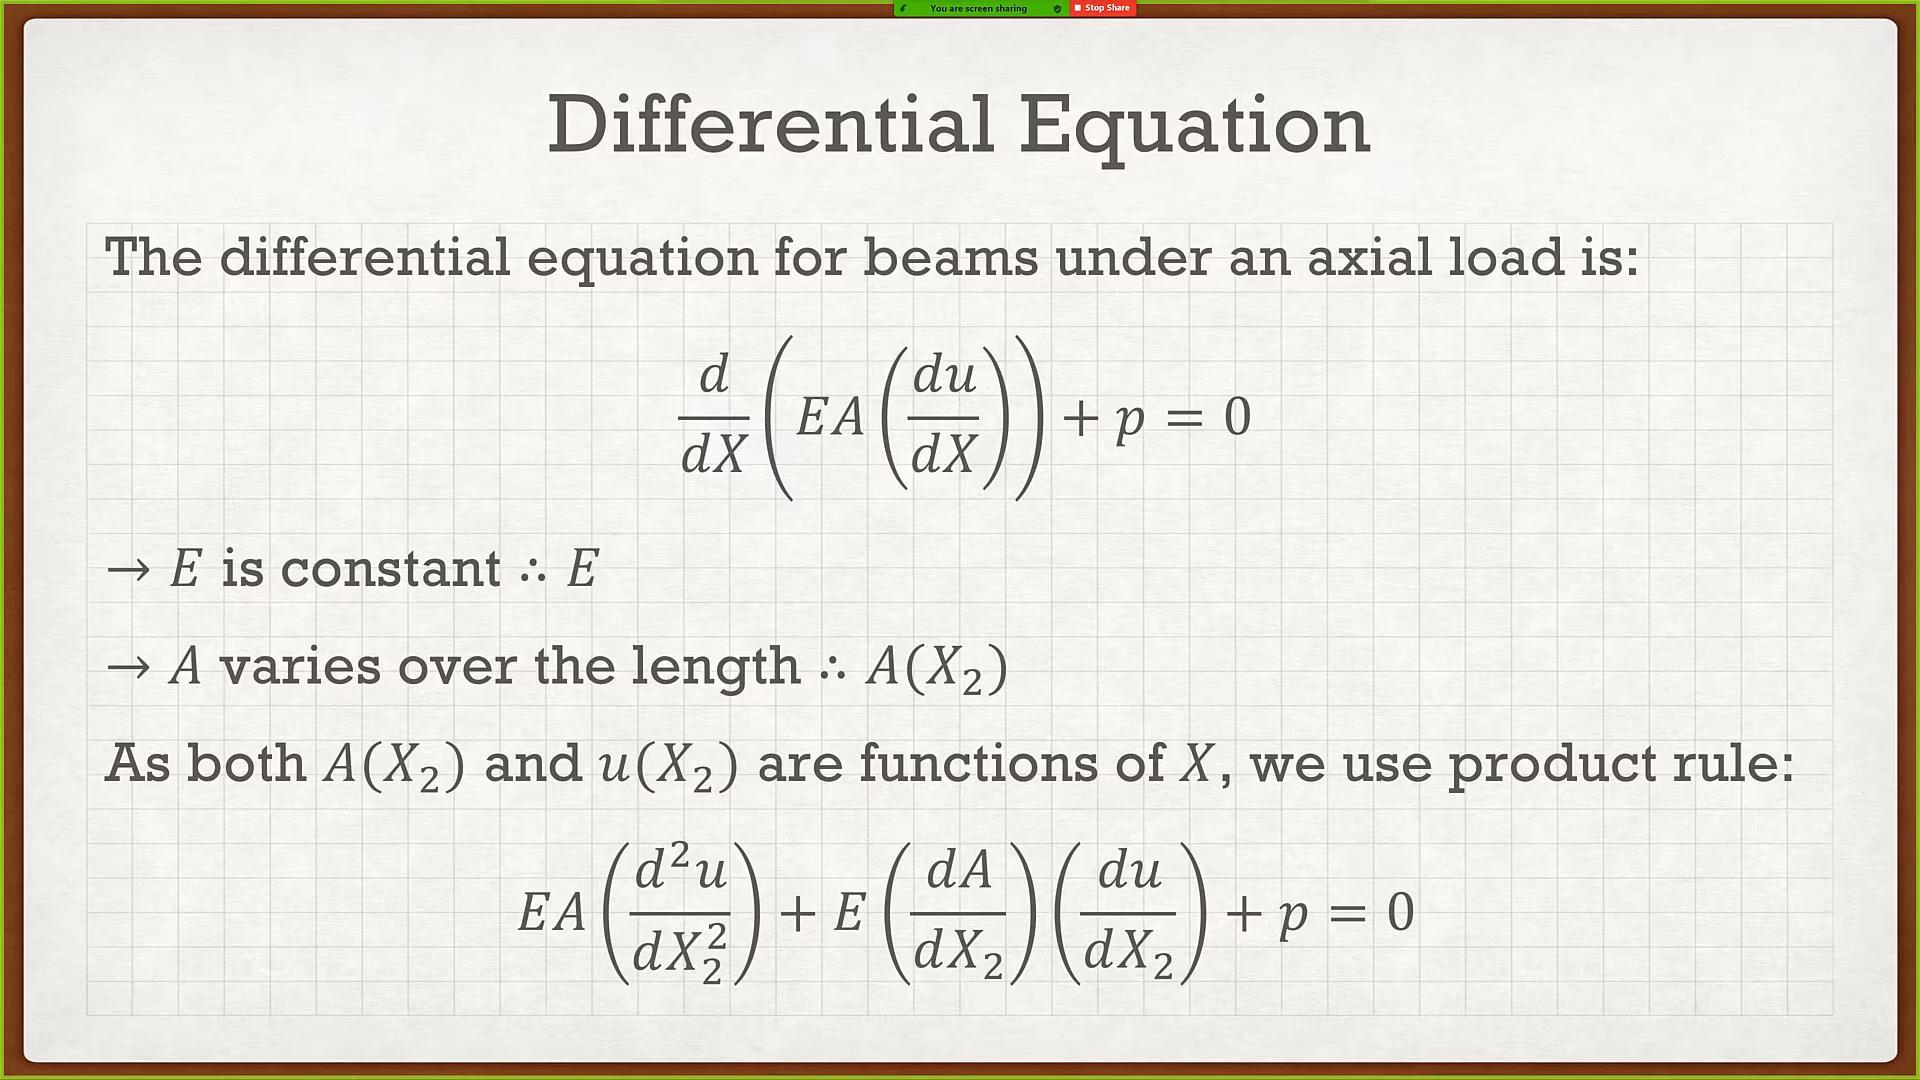 You are screen sharing Stop Share
Differential Equation
The differential equation for beams under an axial load is:
d/dX (EA (du/dX)) + p = 0
→ E is constant ∴ E
→ A varies over the length ∴ A(X₂)
As both A(X₂) and u(X₂) are functions of X, we use product rule:
EA (d²u/dX₂²) + E (dA/dX₂) (du/dX₂) + p = 0